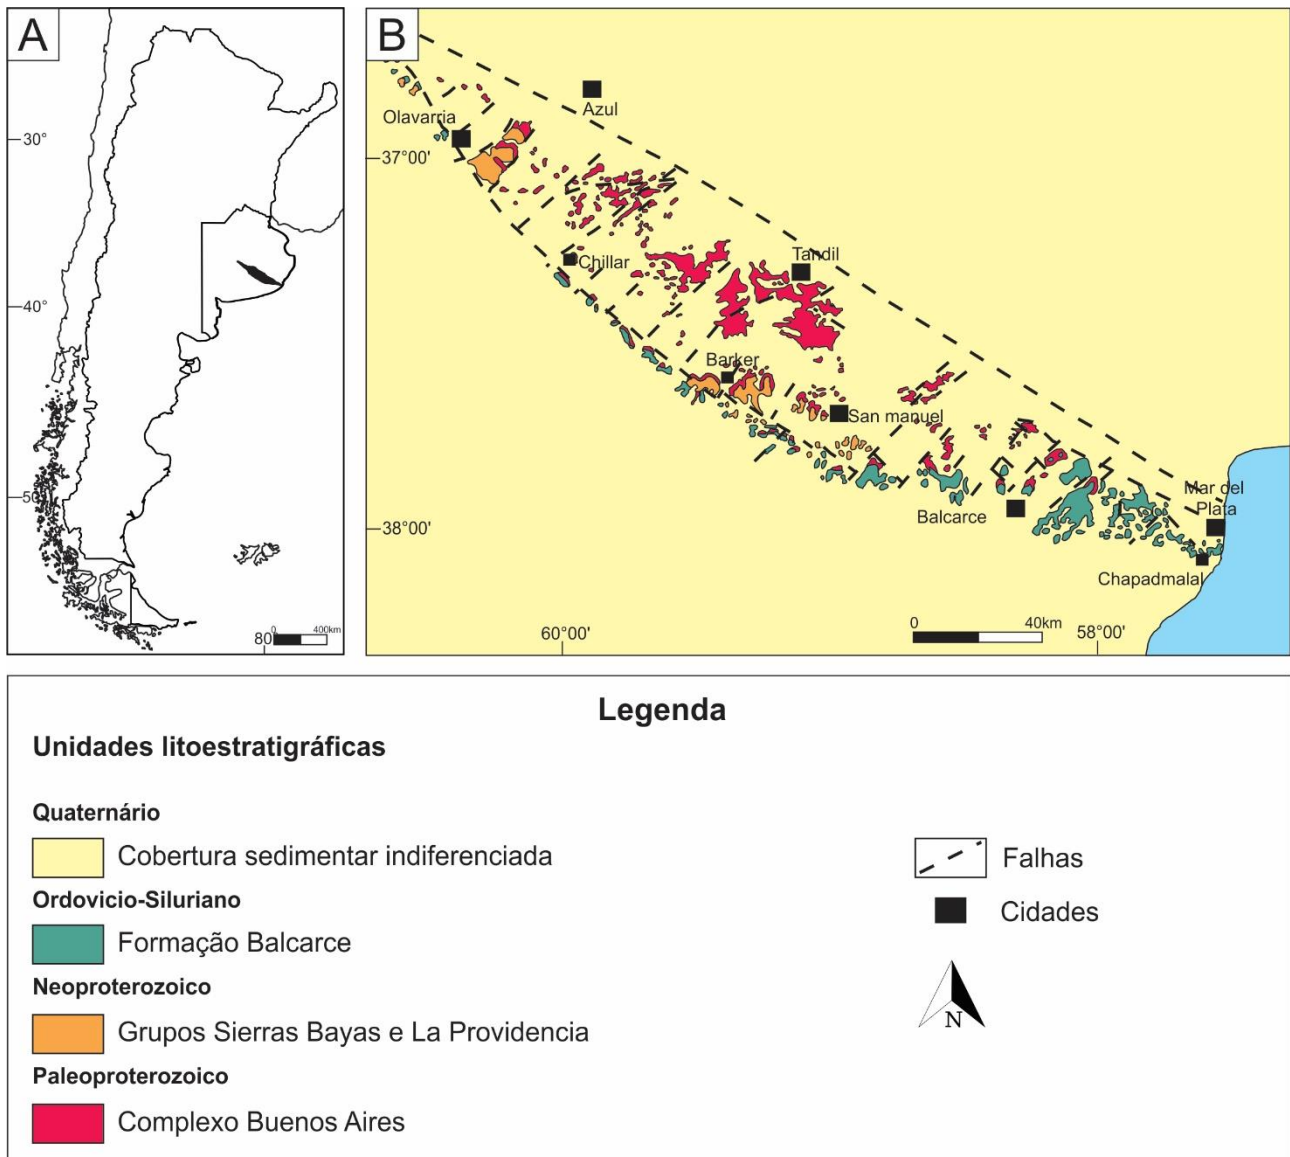 A
30°
40°
50°
80
0
400km
B
Azul
Olavarria
37°00'
Chillar
Tandil
Barker
San manuel
Balcarce
Mar del
Plata
38°00'
Chapadmalal
60°00'
0
40km
58°00'
Legenda
Unidades litoestratigráficas
Quaternário
Cobertura sedimentar indiferenciada
Falhas
Ordovicio-Siluriano
Cidades
Formação Balcarce
Neoproterozoico
Grupos Sierras Bayas e La Providencia
N
Paleoproterozoico
Complexo Buenos Aires